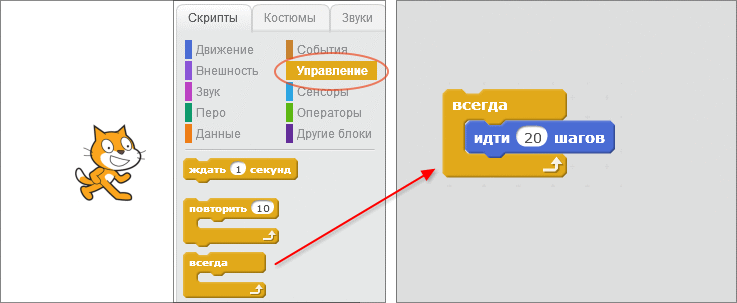 Скрипты Костюмы Звуки
Движение События
Внешность Управление
Звук Сенсоры
Перо Операторы
Данные Другие блоки
ждать 1 секунд
повторить 10
всегда
всегда
идти 20 шагов